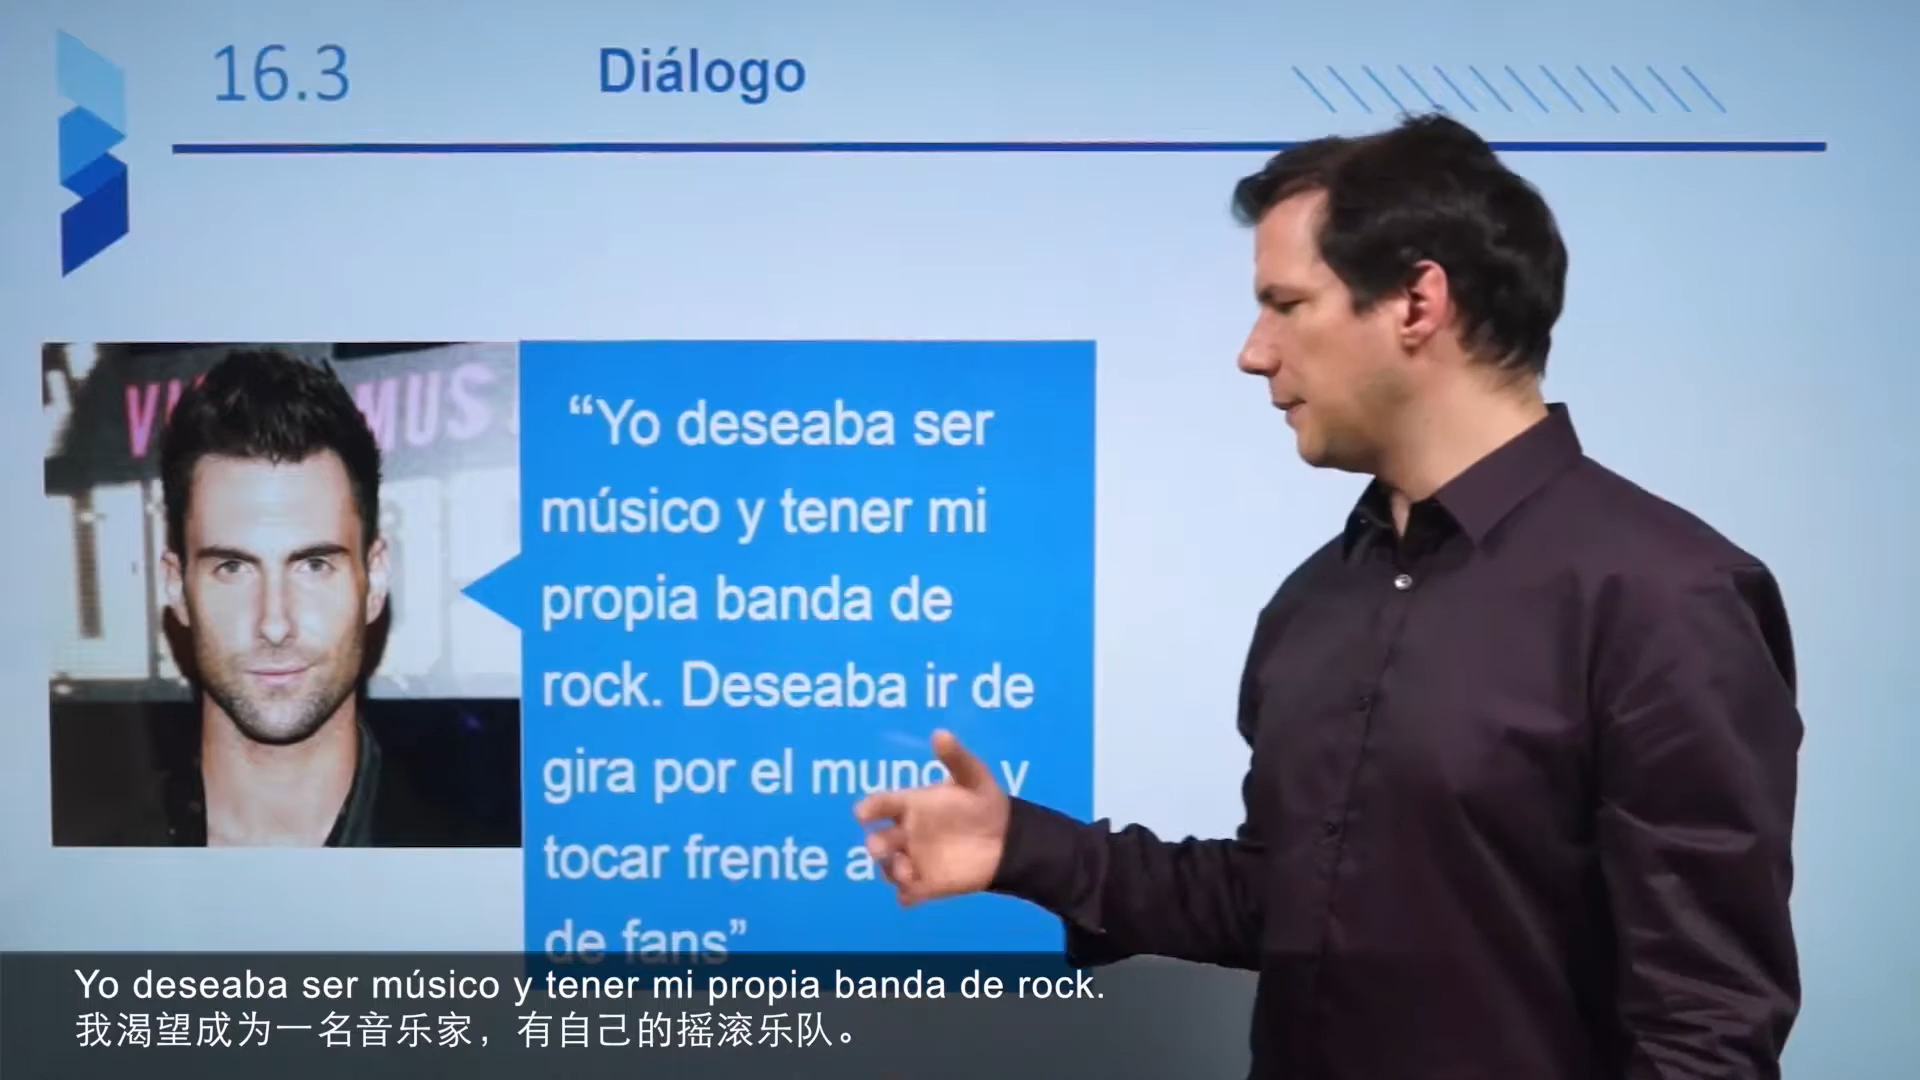 16.3
Diálogo
“Yo deseaba ser
músico y tener mi
propia banda de
rock. Deseaba ir de
gira por el y
tocar frente a
de fans”
Yo deseaba ser músico y tener mi propia banda de rock.
我渴望成为一名音乐家，有自己的摇滚乐队。